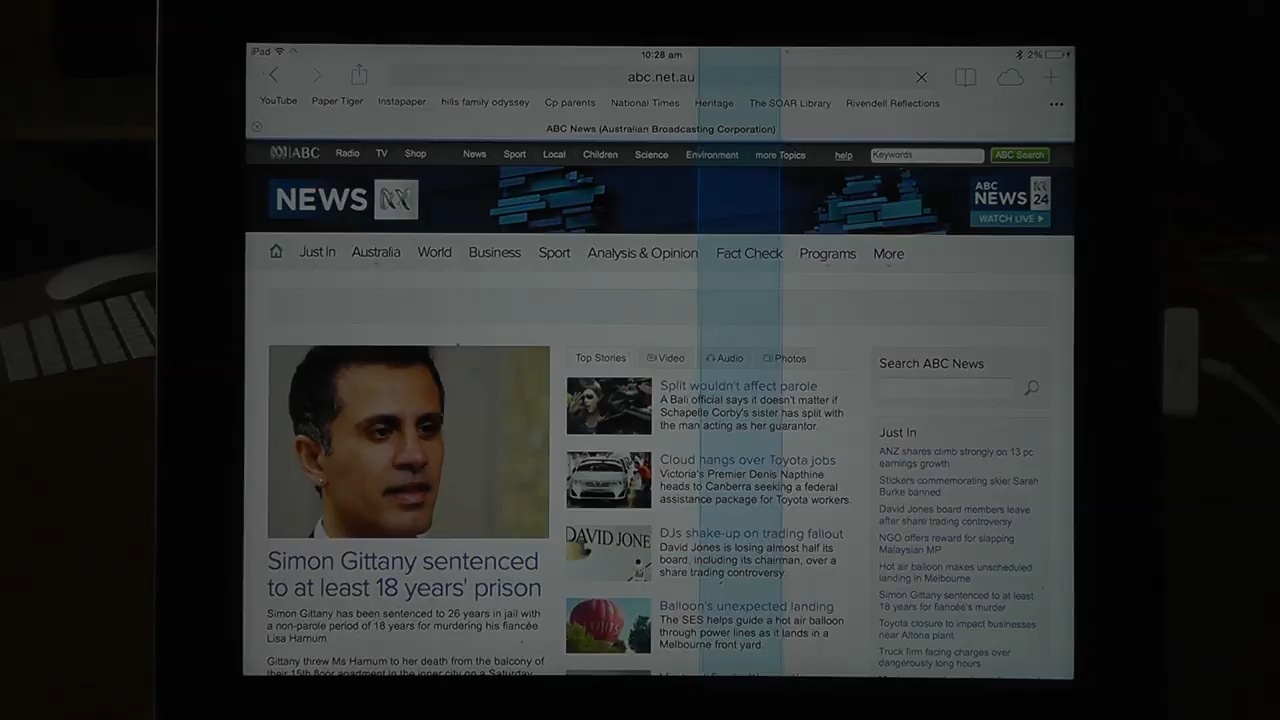 iPad 10:28 am 2%
abc.net.au
YouTube Paper Tiger Instapaper hills family odyssey Cp parents National Times Heritage The SOAR Library Rivendell Reflections
ABC News (Australian Broadcasting Corporation)
ABC Radio TV Shop News Sport Local Children Science Environment more Topics help Keywords ABC Search
NEWS
ABC
NEWS 24
WATCH LIVE
Just In Australia World Business Sport Analysis & Opinion Fact Check Programs More
Simon Gittany sentenced
to at least 18 years' prison
Simon Gittany has been sentenced to 26 years in jail with
a non-parole period of 18 years for murdering his fiancée
Lisa Harnum.
Gittany threw Ms Harnum to her death from the balcony of
their 15th floor apartment in the inner city on a Saturday
Top Stories Video Audio Photos
Split wouldn't affect parole
A Bali official says it doesn't matter if
Schapelle Corby's sister has split with
the man acting as her guarantor.
Cloud hangs over Toyota jobs
Victoria's Premier Denis Napthine
heads to Canberra seeking a federal
assistance package for Toyota workers.
DAVID JONE
DJs shake-up on trading fallout
David Jones is losing almost half its
board, including its chairman, over a
share trading controversy.
Balloon's unexpected landing
The SES helps guide a hot air balloon
through power lines as it lands in a
Melbourne front yard.
Search ABC News
Just In
ANZ shares climb strongly on 13 pc
earnings growth
Stickers commemorating skier Sarah
Burke banned
David Jones board members leave
after share trading controversy
NGO offers reward for slapping
Malaysian MP
Hot air balloon makes unscheduled
landing in Melbourne
Simon Gittany sentenced to at least
18 years for fiancée's murder
Toyota closure to impact businesses
near Altona plant
Truck firm facing charges over
dangerously long hours